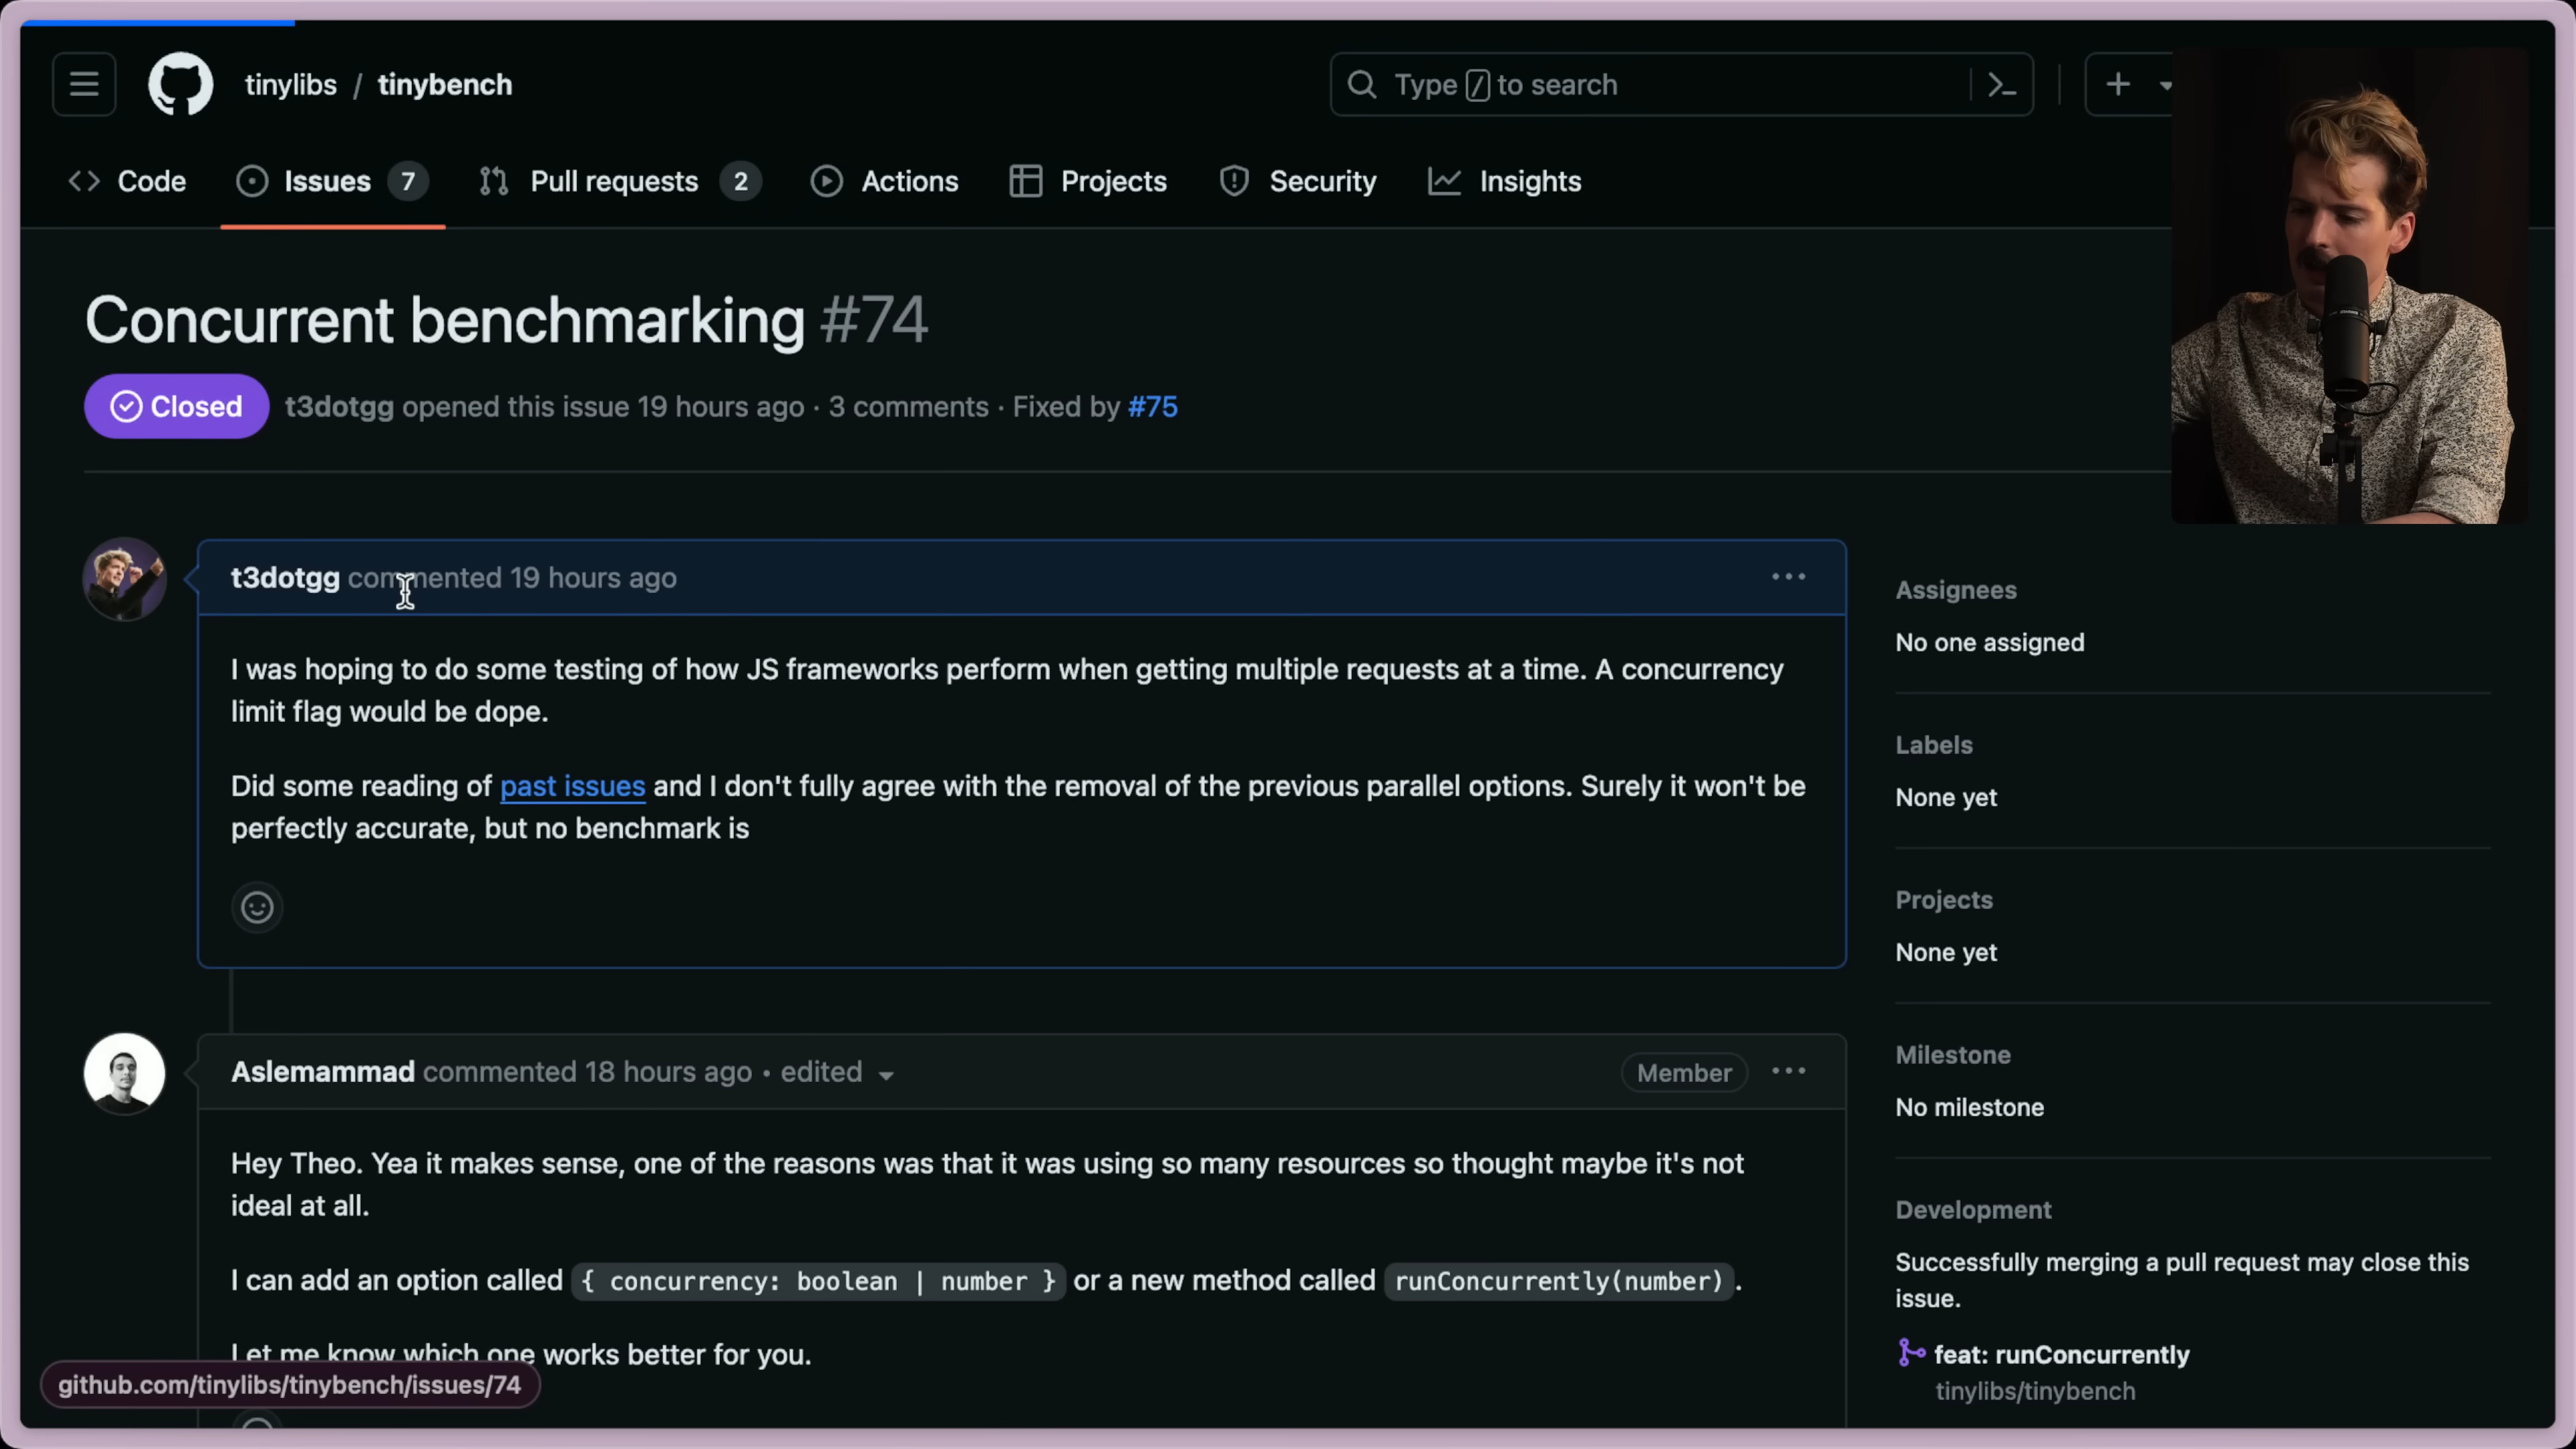 tinylibs / tinybench
Type / to search
Code
Issues 7
Pull requests 2
Actions
Projects
Security
Insights
Concurrent benchmarking #74
Closed
t3dotgg opened this issue 19 hours ago · 3 comments · Fixed by #75
t3dotgg commented 19 hours ago
I was hoping to do some testing of how JS frameworks perform when getting multiple requests at a time. A concurrency
limit flag would be dope.
Did some reading of past issues and I don't fully agree with the removal of the previous parallel options. Surely it won't be
perfectly accurate, but no benchmark is
Aslemammad commented 18 hours ago • edited
Member
Hey Theo. Yea it makes sense, one of the reasons was that it was using so many resources so thought maybe it's not
ideal at all.
I can add an option called { concurrency: boolean | number } or a new method called runConcurrently(number).
Let me know which one works better for you.
github.com/tinylibs/tinybench/issues/74
Assignees
No one assigned
Labels
None yet
Projects
None yet
Milestone
No milestone
Development
Successfully merging a pull request may close this
issue.
feat: runConcurrently
tinylibs/tinybench